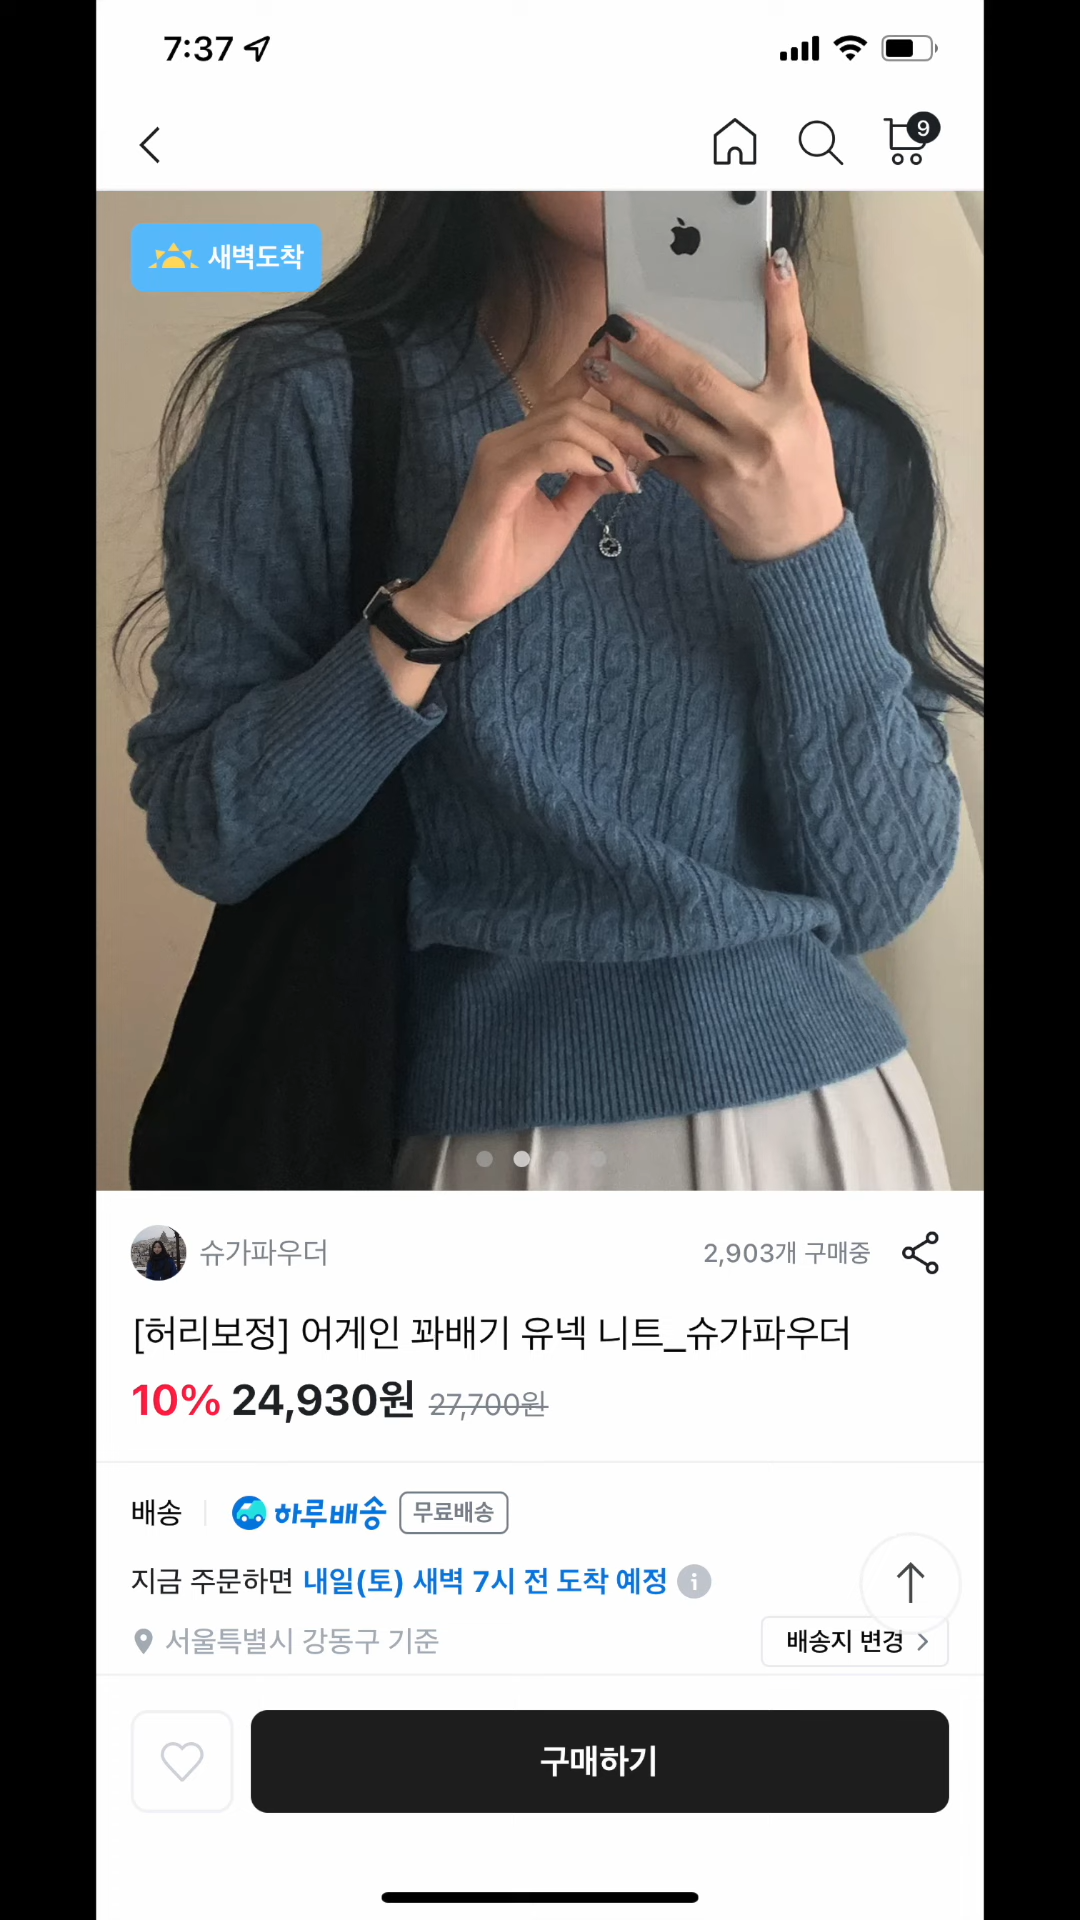 7:37
9
새벽도착
슈가파우더
2,903개 구매중
[허리보정] 어게인 꽈배기 유넥 니트_슈가파우더
10% 24,930원 27,700원
배송
하루배송
무료배송
지금 주문하면 내일(토) 새벽 7시 전 도착 예정
서울특별시 강동구 기준
배송지 변경
구매하기